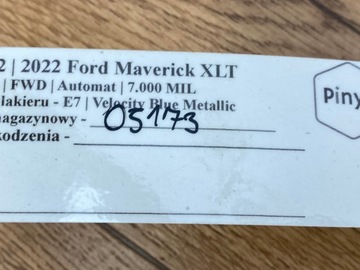 2 | 2022 Ford Maverick XLT
| FWD | Automat | 7.000 MIL
lakieru - E7 | Velocity Blue Metallic
magazynowy - 05173
kodzenia -
Piny